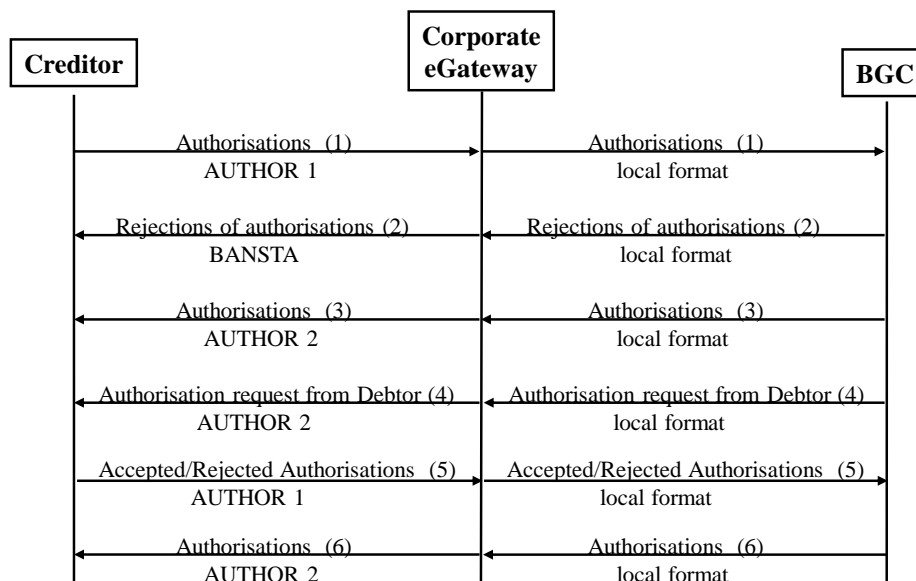 Creditor
Corporate
eGateway
BGC
Authorisations (1)
Authorisations (1)
AUTHOR 1
local format
Rejections of authorisations (2)
Rejections of authorisations (2)
BANSTA
local format
Authorisations (3)
Authorisations (3)
AUTHOR 2
local format
Authorisation request from Debtor (4)
Authorisation request from Debtor (4)
AUTHOR 2
local format
Accepted/Rejected Authorisations (5)
Accepted/Rejected Authorisations (5)
AUTHOR 1
local format
Authorisations (6)
Authorisations (6)
AUTHOR 2
local format